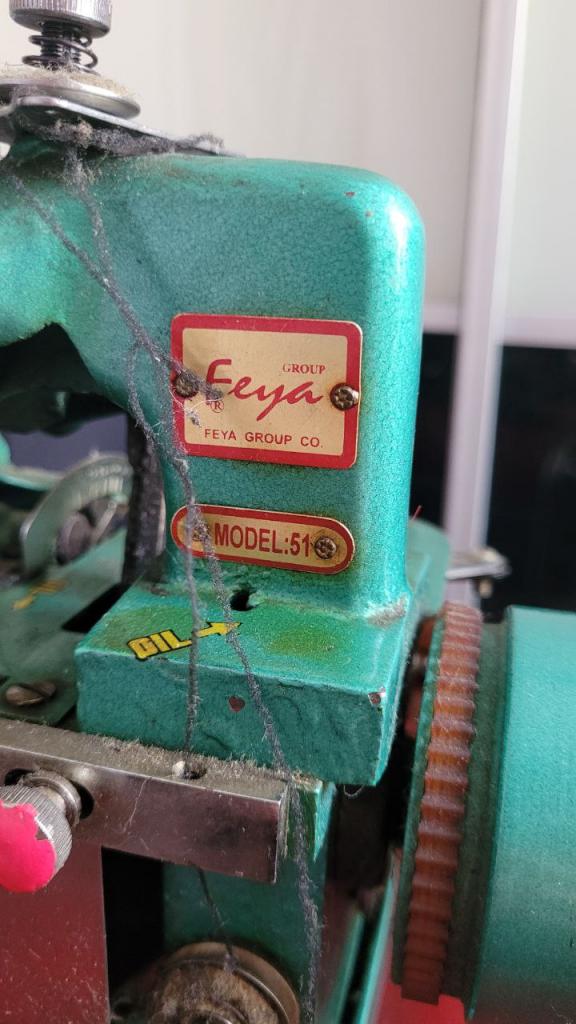 GROUP
Feya
®
FEYA GROUP CO.
MODEL:51
OIL